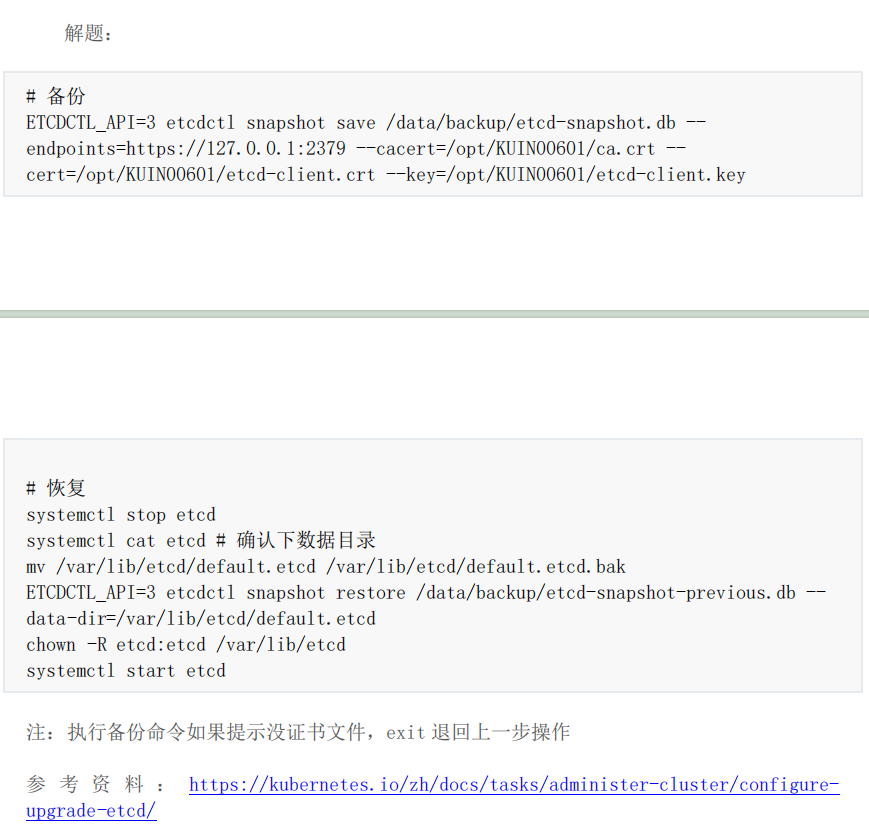 解题：
# 备份
ETCDCTL_API=3 etcdctl snapshot save /data/backup/etcd-snapshot.db --
endpoints=https://127.0.0.1:2379 --cacert=/opt/KUIN00601/ca.crt --
cert=/opt/KUIN00601/etcd-client.crt --key=/opt/KUIN00601/etcd-client.key
# 恢复
systemctl stop etcd
systemctl cat etcd # 确认下数据目录
mv /var/lib/etcd/default.etcd /var/lib/etcd/default.etcd.bak
ETCDCTL_API=3 etcdctl snapshot restore /data/backup/etcd-snapshot-previous.db --
data-dir=/var/lib/etcd/default.etcd
chown -R etcd:etcd /var/lib/etcd
systemctl start etcd
注：执行备份命令如果提示没证书文件，exit 退回上一步操作
参考资料：https://kubernetes.io/zh/docs/tasks/administer-cluster/configure-
upgrade-etcd/